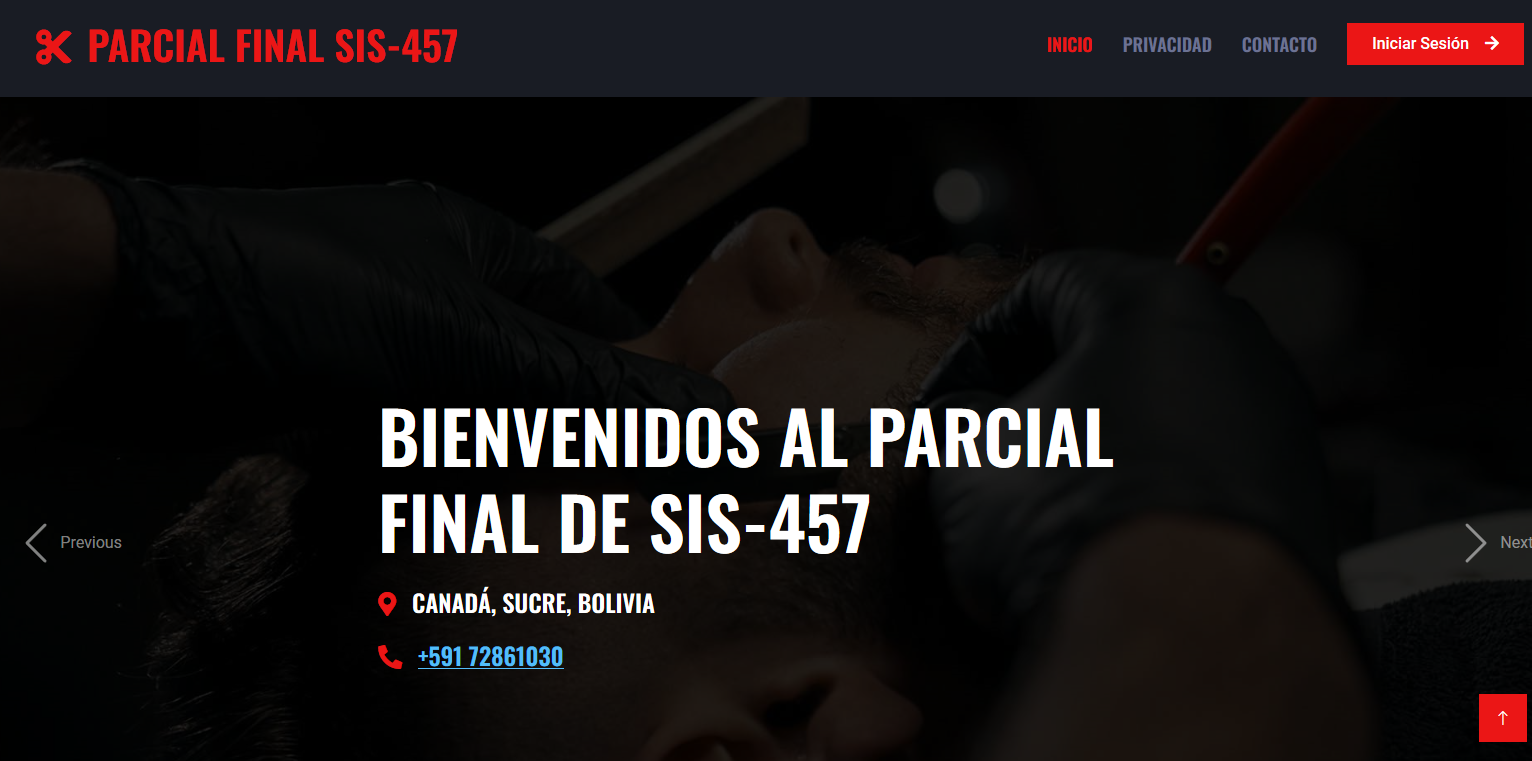 PARCIAL FINAL SIS-457
INICIO
PRIVACIDAD
CONTACTO
Iniciar Sesión
BIENVENIDOS AL PARCIAL
FINAL DE SIS-457
Previous
Next
CANADÁ, SUCRE, BOLIVIA
+591 72861030